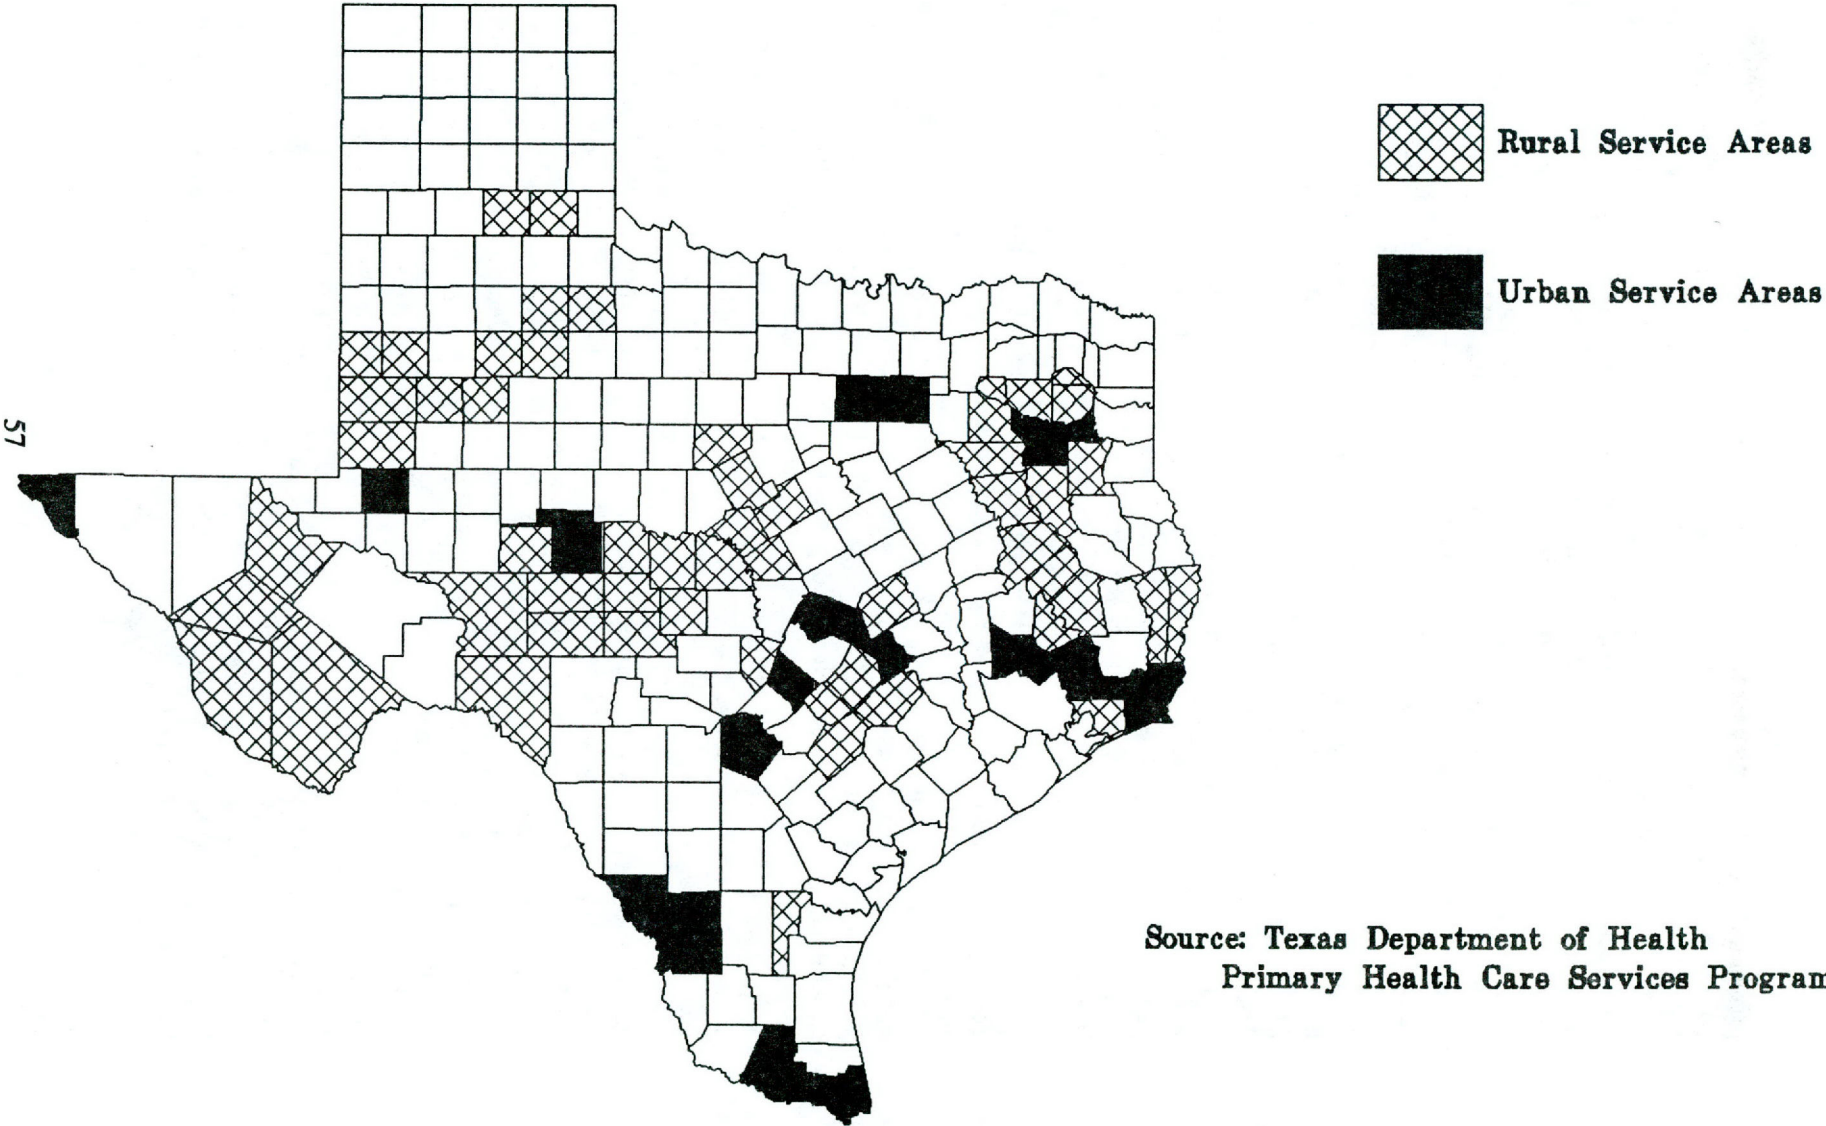 Rural Service Areas
Urban Service Areas
57
Source: Texas Department of Health
Primary Health Care Services Program